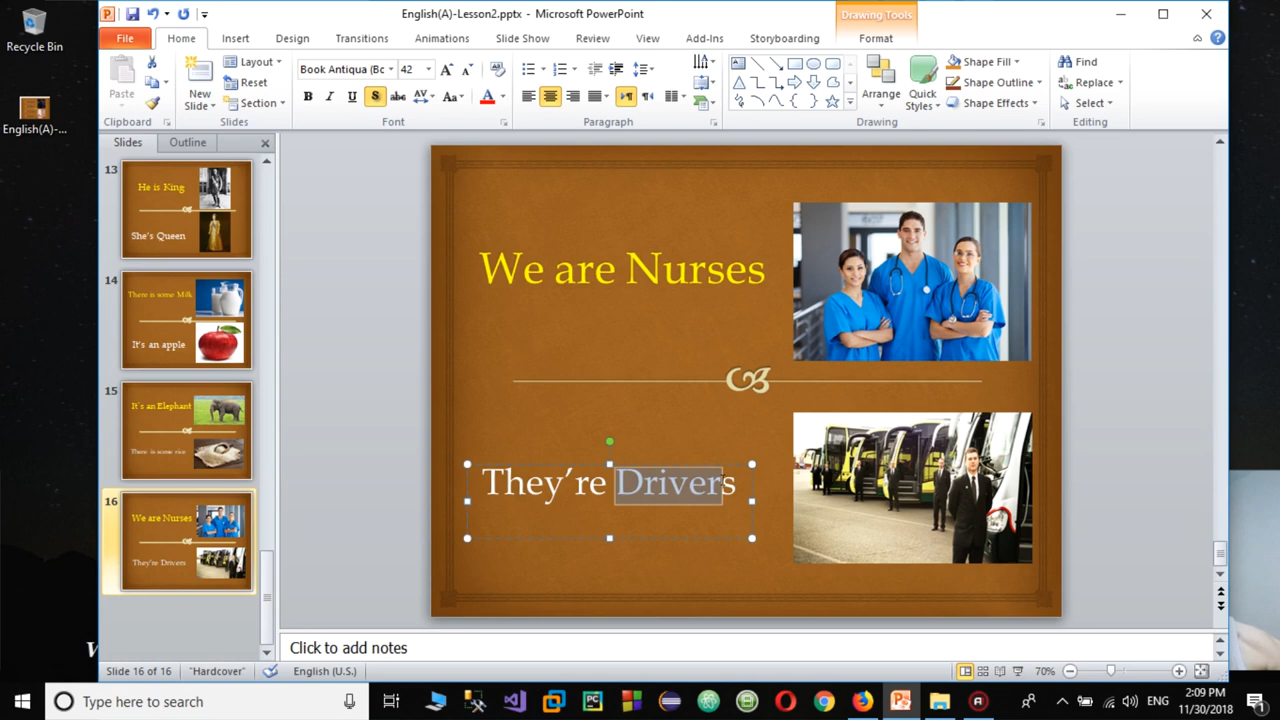 English(A)-Lesson2.pptx - Microsoft PowerPoint
Drawing Tools
File Home Insert Design Transitions Animations Slide Show Review View Add-Ins Storyboarding Format
Recycle Bin
English(A)-...
Paste
Clipboard
New Slide
Layout
Reset
Section
Slides
Book Antiqua (Bc
42
Font
Paragraph
Arrange
Quick Styles
Shape Fill
Shape Outline
Shape Effects
Drawing
Find
Replace
Select
Editing
Slides Outline
13
He is King
She's Queen
14
There is some Milk
It's an apple
15
It's an Elephant
There is some rice
16
We are Nurses
They're Drivers
We are Nurses
They’re Drivers
Click to add notes
Slide 16 of 16 "Hardcover" English (U.S.) 70%
Type here to search
ENG
2:09 PM
11/30/2018